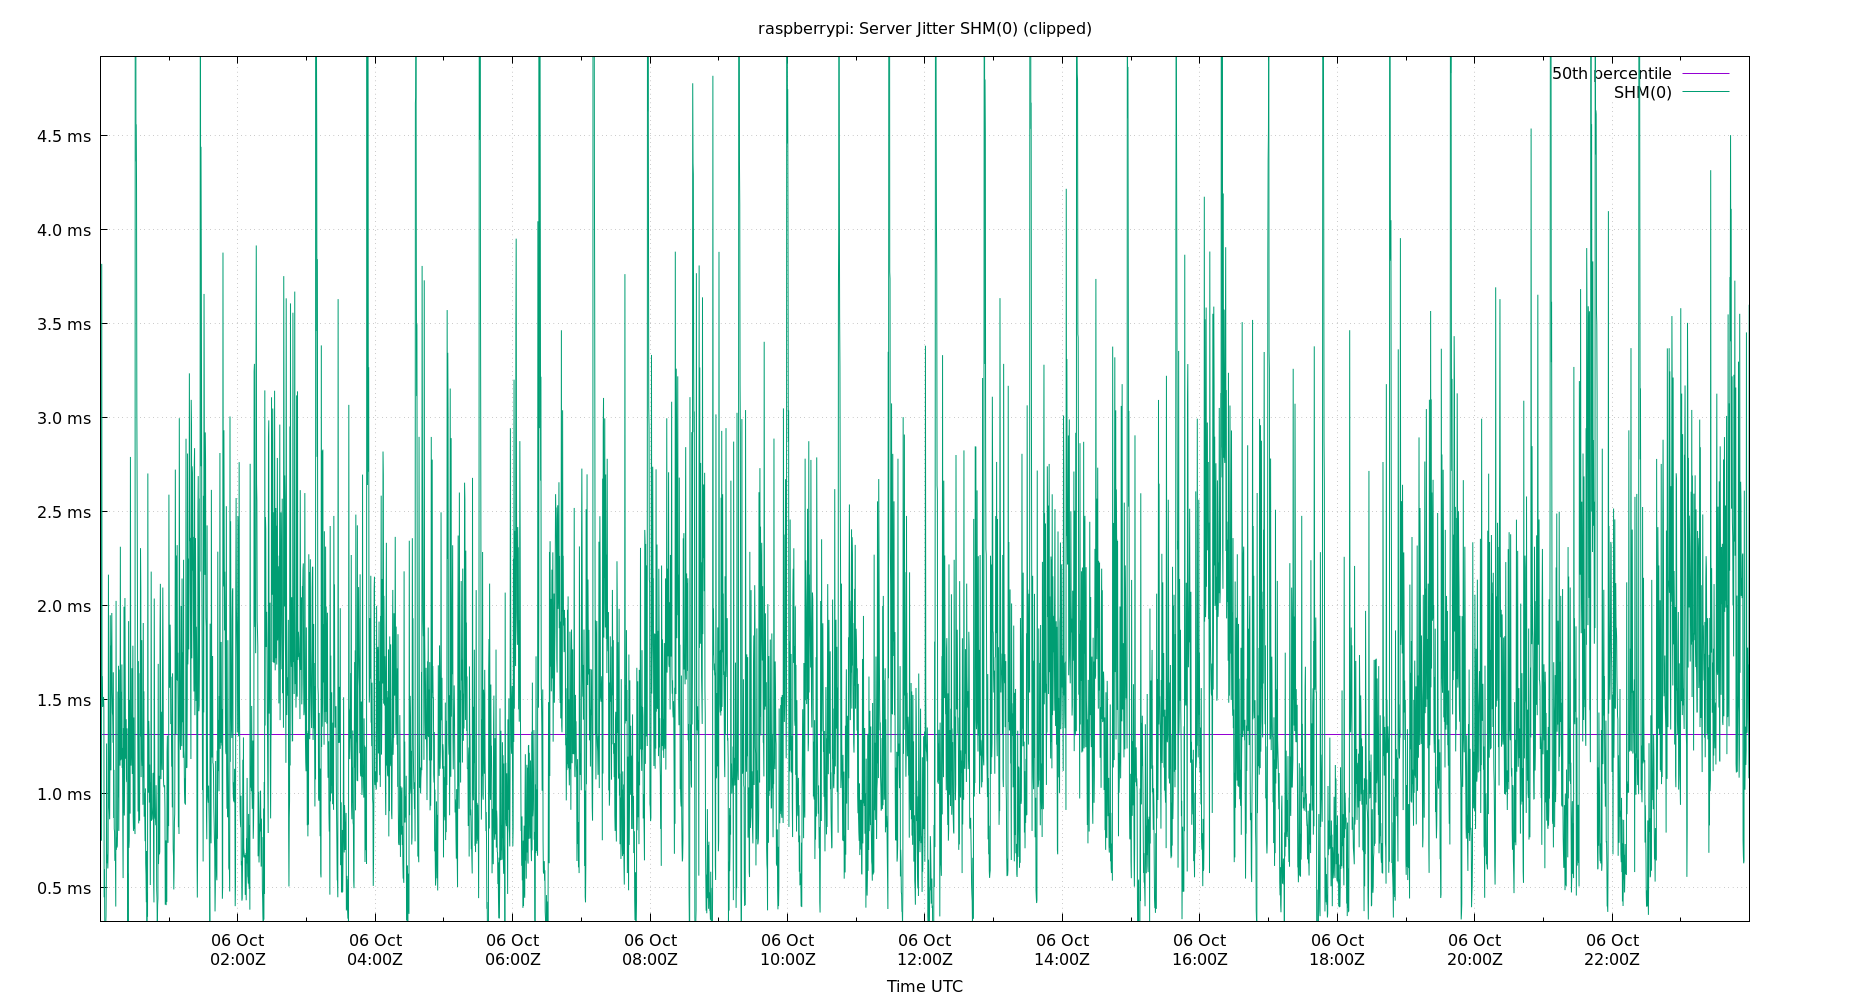 raspberrypi: Server Jitter SHM(0) (clipped)
50th percentile
SHM(0)
4.5 ms
4.0 ms
3.5 ms
3.0 ms
2.5 ms
2.0 ms
1.5 ms
1.0 ms
0.5 ms
06 Oct 06 Oct 06 Oct 06 Oct 06 Oct 06 Oct 06 Oct 06 Oct 06 Oct 06 Oct 06 Oct
02:00Z 04:00Z 06:00Z 08:00Z 10:00Z 12:00Z 14:00Z 16:00Z 18:00Z 20:00Z 22:00Z
Time UTC